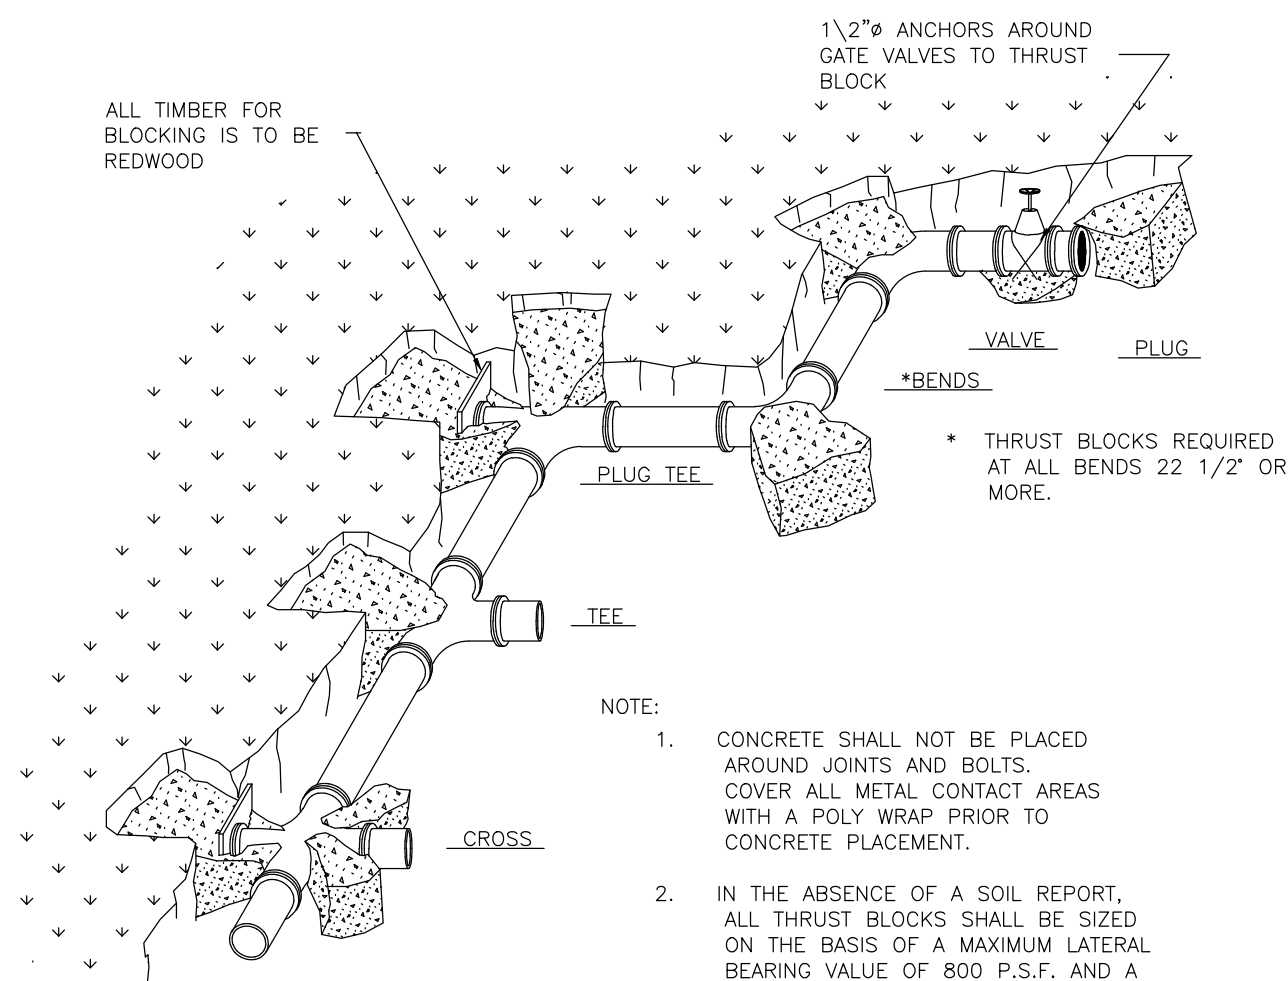 1\2"ø ANCHORS AROUND
GATE VALVES TO THRUST
BLOCK
ALL TIMBER FOR
BLOCKING IS TO BE
REDWOOD
VALVE
PLUG
*BENDS
* THRUST BLOCKS REQUIRED
AT ALL BENDS 22 1/2° OR
MORE.
PLUG TEE
TEE
CROSS
NOTE:
1. CONCRETE SHALL NOT BE PLACED
AROUND JOINTS AND BOLTS.
COVER ALL METAL CONTACT AREAS
WITH A POLY WRAP PRIOR TO
CONCRETE PLACEMENT.
2. IN THE ABSENCE OF A SOIL REPORT,
ALL THRUST BLOCKS SHALL BE SIZED
ON THE BASIS OF A MAXIMUM LATERAL
BEARING VALUE OF 800 P.S.F. AND A